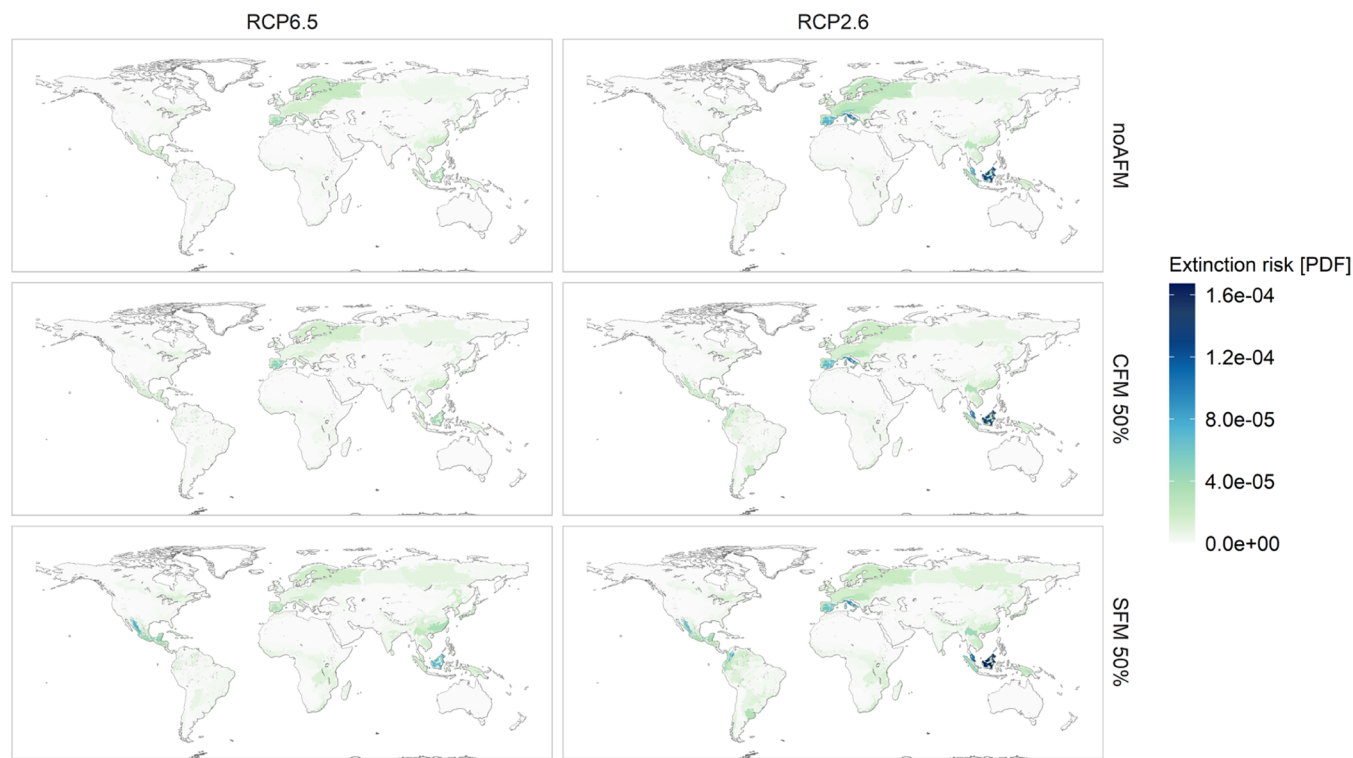 RCP6.5
RCP2.6
noAFM
CFM 50%
SFM 50%
Extinction risk [PDF]
1.6e-04
1.2e-04
8.0e-05
4.0e-05
0.0e+00